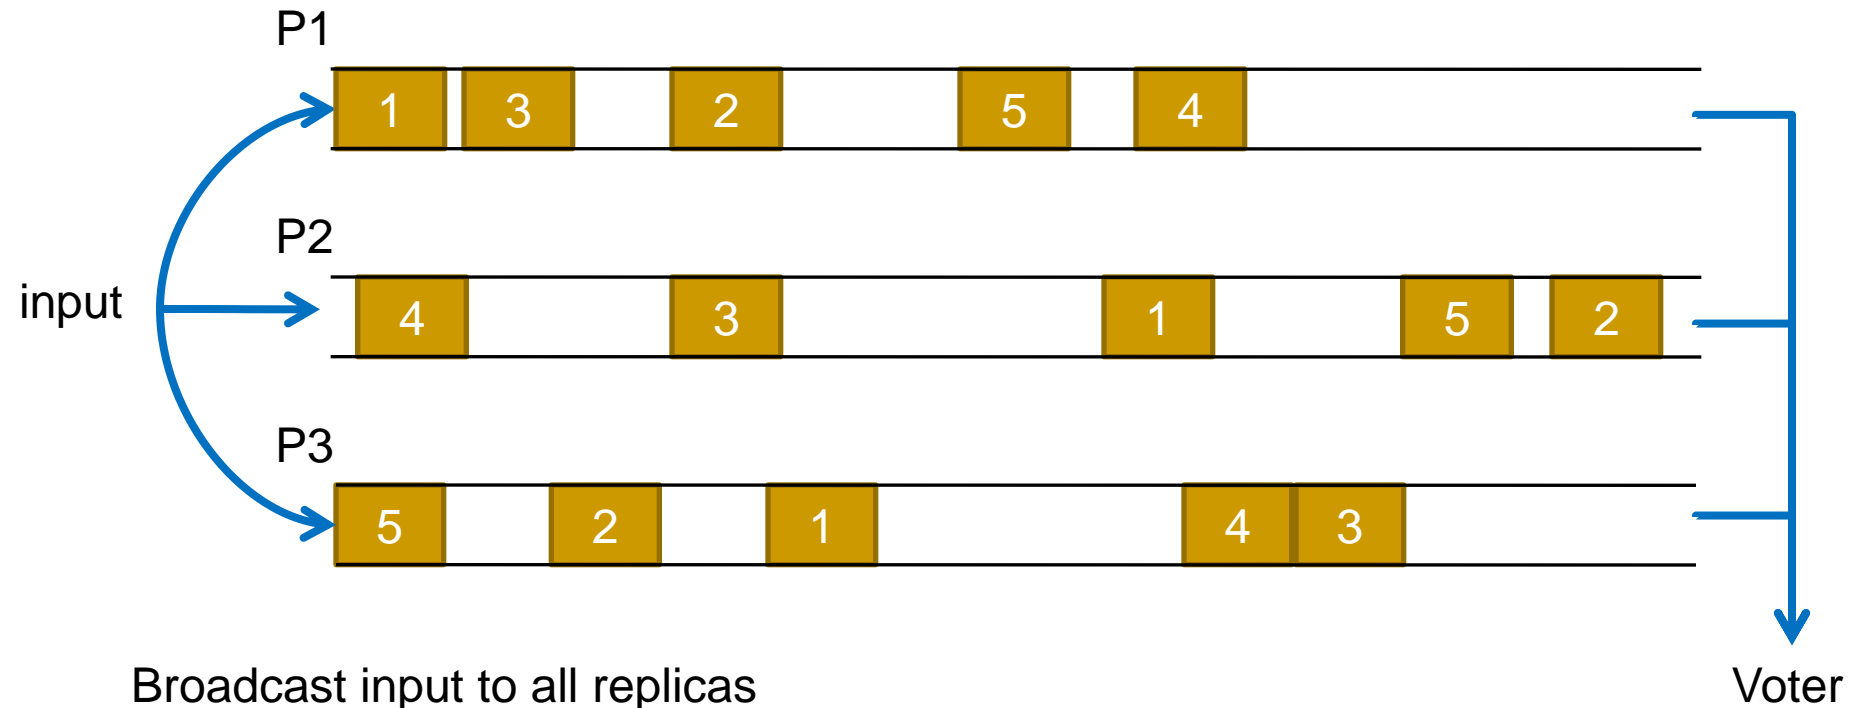 P1
1 3 2 5 4
P2
input
4 3 1 5 2
P3
5 2 1 4 3
Broadcast input to all replicas
Voter